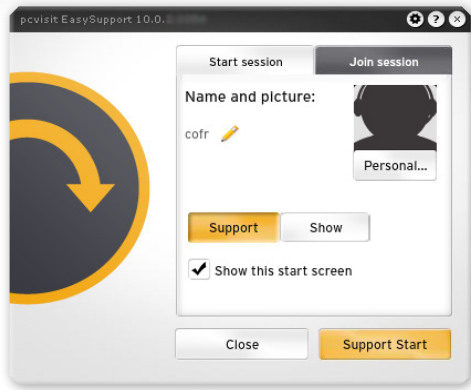 pcvisit EasySupport 10.0.
Start session
Join session
Name and picture:
cofr
Personal...
Support
Show
Show this start screen
Close
Support Start